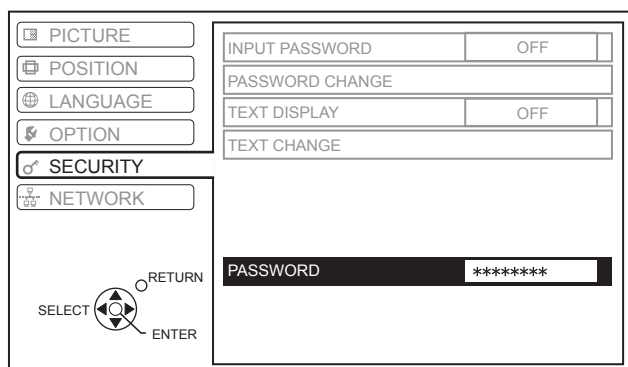 PICTURE
POSITION
LANGUAGE
OPTION
SECURITY
NETWORK
INPUT PASSWORD OFF
PASSWORD CHANGE
TEXT DISPLAY OFF
TEXT CHANGE
PASSWORD ********
RETURN
SELECT
ENTER